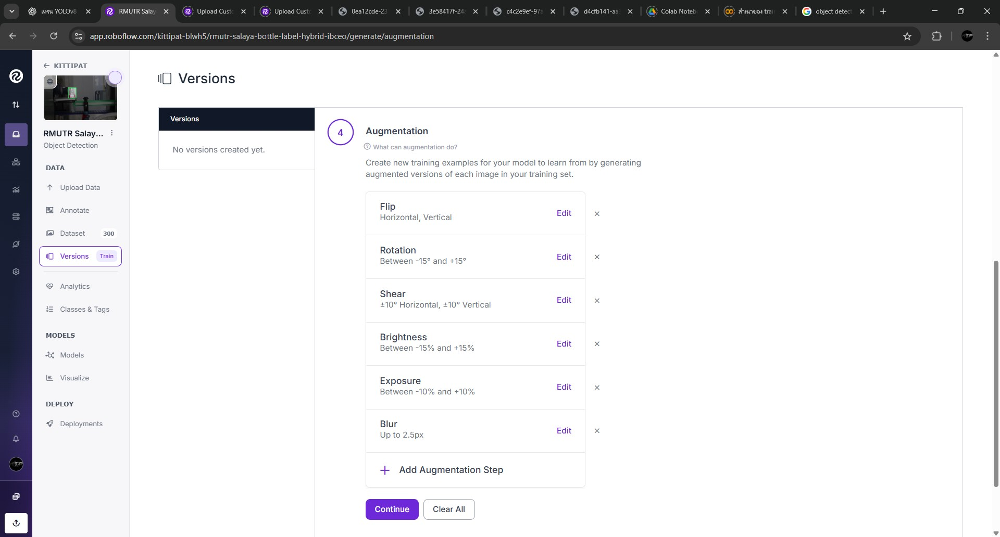 เทรน YOLOv8
RMUTR Salay
Upload Custo
Upload Custo
0ea12cde-23
3e58417f-24
c4c2e9ef-97a
d4cfb141-aa3
Colab Noteb
สำเนาของ trai
object detect
app.roboflow.com/kittipat-blwh5/rmutr-salaya-bottle-label-hybrid-ibceo/generate/augmentation
KITTIPAT
RMUTR Salay...
Object Detection
DATA
Upload Data
Annotate
Dataset 300
Versions Train
Analytics
Classes & Tags
MODELS
Models
Visualize
DEPLOY
Deployments
Versions
Versions
No versions created yet.
4
Augmentation
What can augmentation do?
Create new training examples for your model to learn from by generating
augmented versions of each image in your training set.
Flip
Horizontal, Vertical
Edit
Rotation
Between -15° and +15°
Edit
Shear
±10° Horizontal, ±10° Vertical
Edit
Brightness
Between -15% and +15%
Edit
Exposure
Between -10% and +10%
Edit
Blur
Up to 2.5px
Edit
Add Augmentation Step
Continue
Clear All